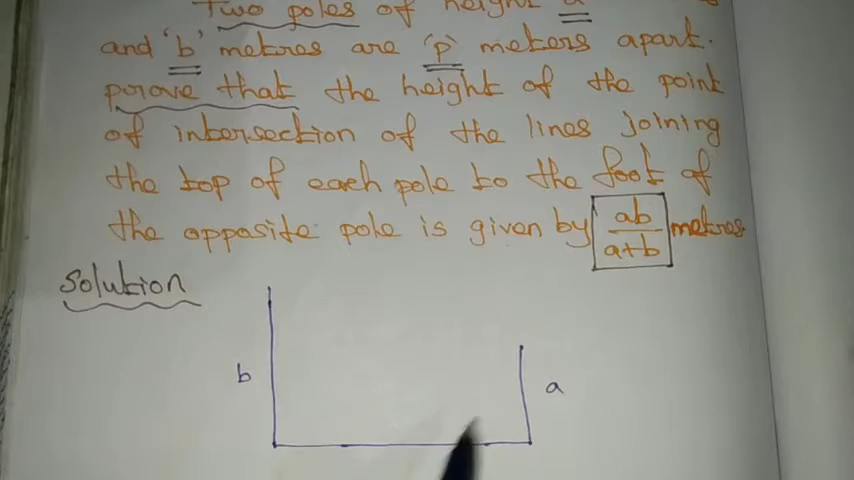 Two poles of height 'a'
and 'b' metres are 'p' meters apart.
prove that the height of the point
of intersection of the lines joining
the top of each pole to the foot of
the opposite pole is given by ab/a+b metres
Solution
b
a